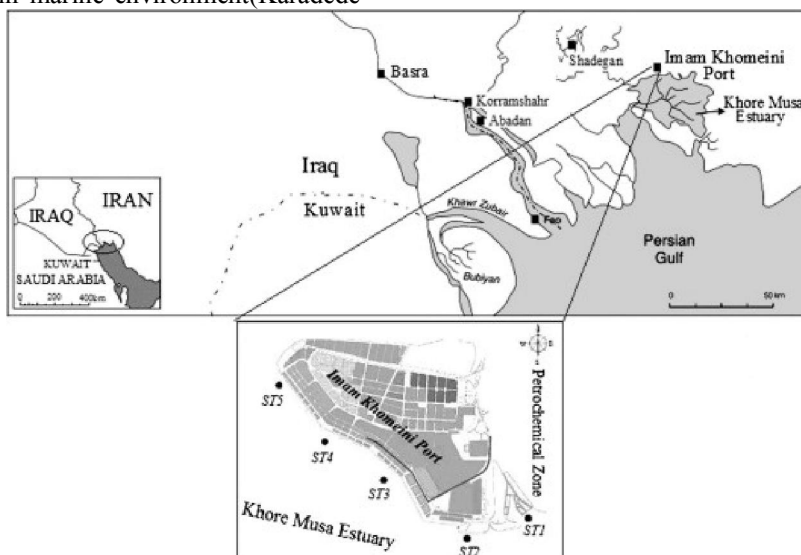 in marine environment(Karadede
Basra
Shadegan
Imam Khomeini
Port
Khore Musa
Estuary
Korramshahr
Abadan
Iraq
Kuwait
Khawr Zubair
Fao
Bubiyan
Persian
Gulf
0 50 km
IRAN
IRAQ
KUWAIT
SAUDI ARABIA
0 200 400km
Imam Khomeini Port
Petrochemical Zone
ST5
ST4
ST3
ST2
ST1
Khore Musa Estuary